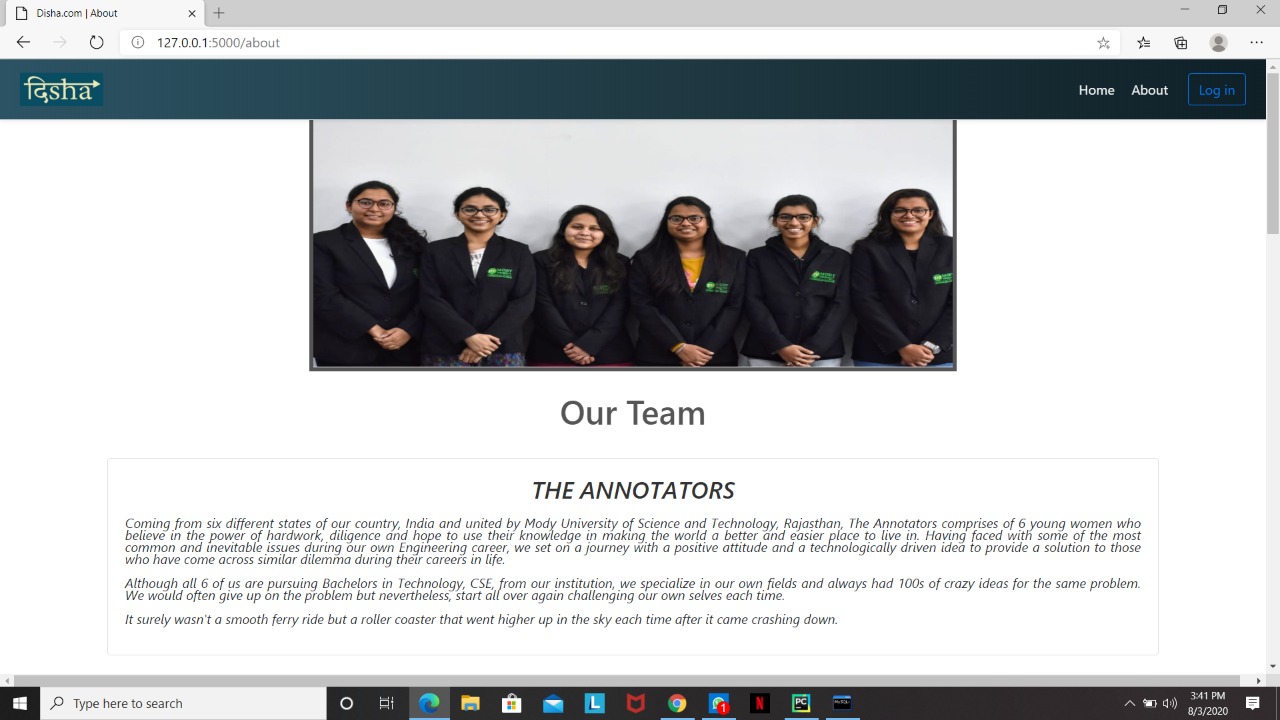 Disha.com | About
127.0.0.1:5000/about
दिsha
Home About Log in
MODY
MODY
Our Team
THE ANNOTATORS
Coming from six different states of our country, India and united by Mody University of Science and Technology, Rajasthan, The Annotators comprises of 6 young women who
believe in the power of hardwork, diligence and hope to use their knowledge in making the world a better and easier place to live in. Having faced with some of the most
common and inevitable issues during our own Engineering career, we set on a journey with a positive attitude and a technologically driven idea to provide a solution to those
who have come across similar dilemma during their careers in life.
Although all 6 of us are pursuing Bachelors in Technology, CSE, from our institution, we specialize in our own fields and always had 100s of crazy ideas for the same problem.
We would often give up on the problem but nevertheless, start all over again challenging our own selves each time.
It surely wasn't a smooth ferry ride but a roller coaster that went higher up in the sky each time after it came crashing down.
Type here to search
L
1
N
PC
MySQL
3:41 PM
8/3/2020